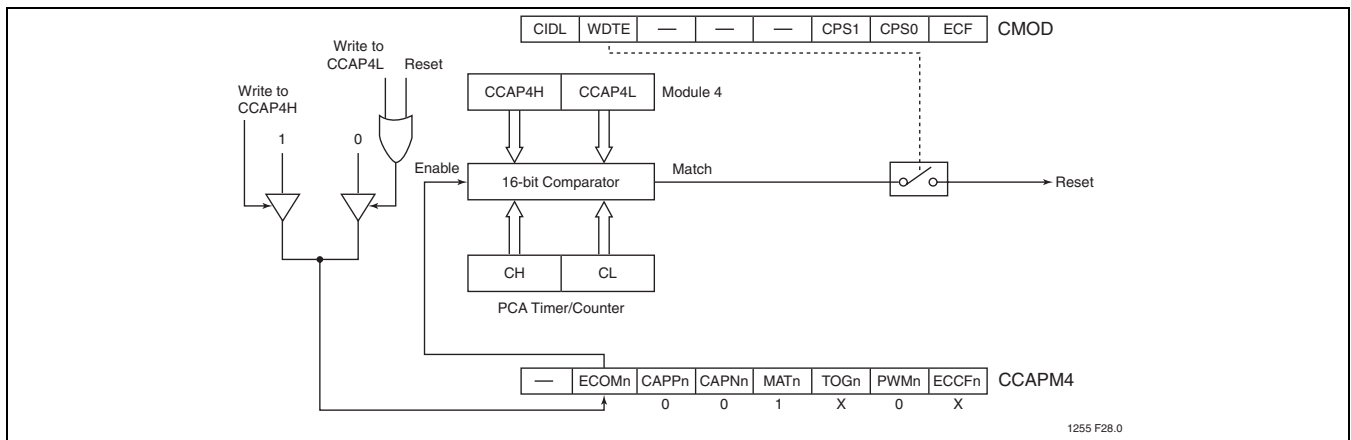 CIDL WDTE — — — CPS1 CPS0 ECF CMOD
Write to
CCAP4L Reset
Write to
CCAP4H
CCAP4H CCAP4L Module 4
1 0
Enable
16-bit Comparator
Match
Reset
CH CL
PCA Timer/Counter
— ECOMn CAPPn CAPNn MATn TOGn PWMn ECCFn CCAPM4
0 0 1 X 0 X
1255 F28.0